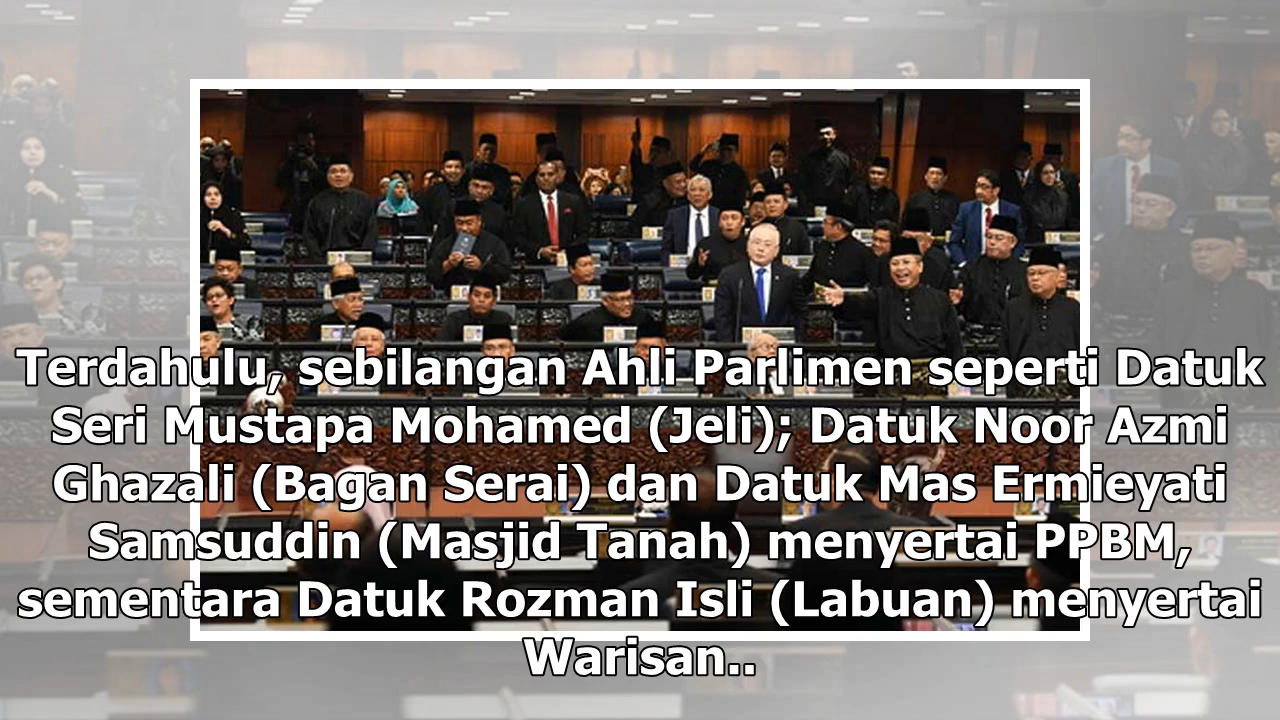 Terdahulu, sebilangan Ahli Parlimen seperti Datuk
Seri Mustapa Mohamed (Jeli); Datuk Noor Azmi
Ghazali (Bagan Serai) dan Datuk Mas Ermieyati
Samsuddin (Masjid Tanah) menyertai PPBM,
sementara Datuk Rozman Isli (Labuan) menyertai
Warisan..